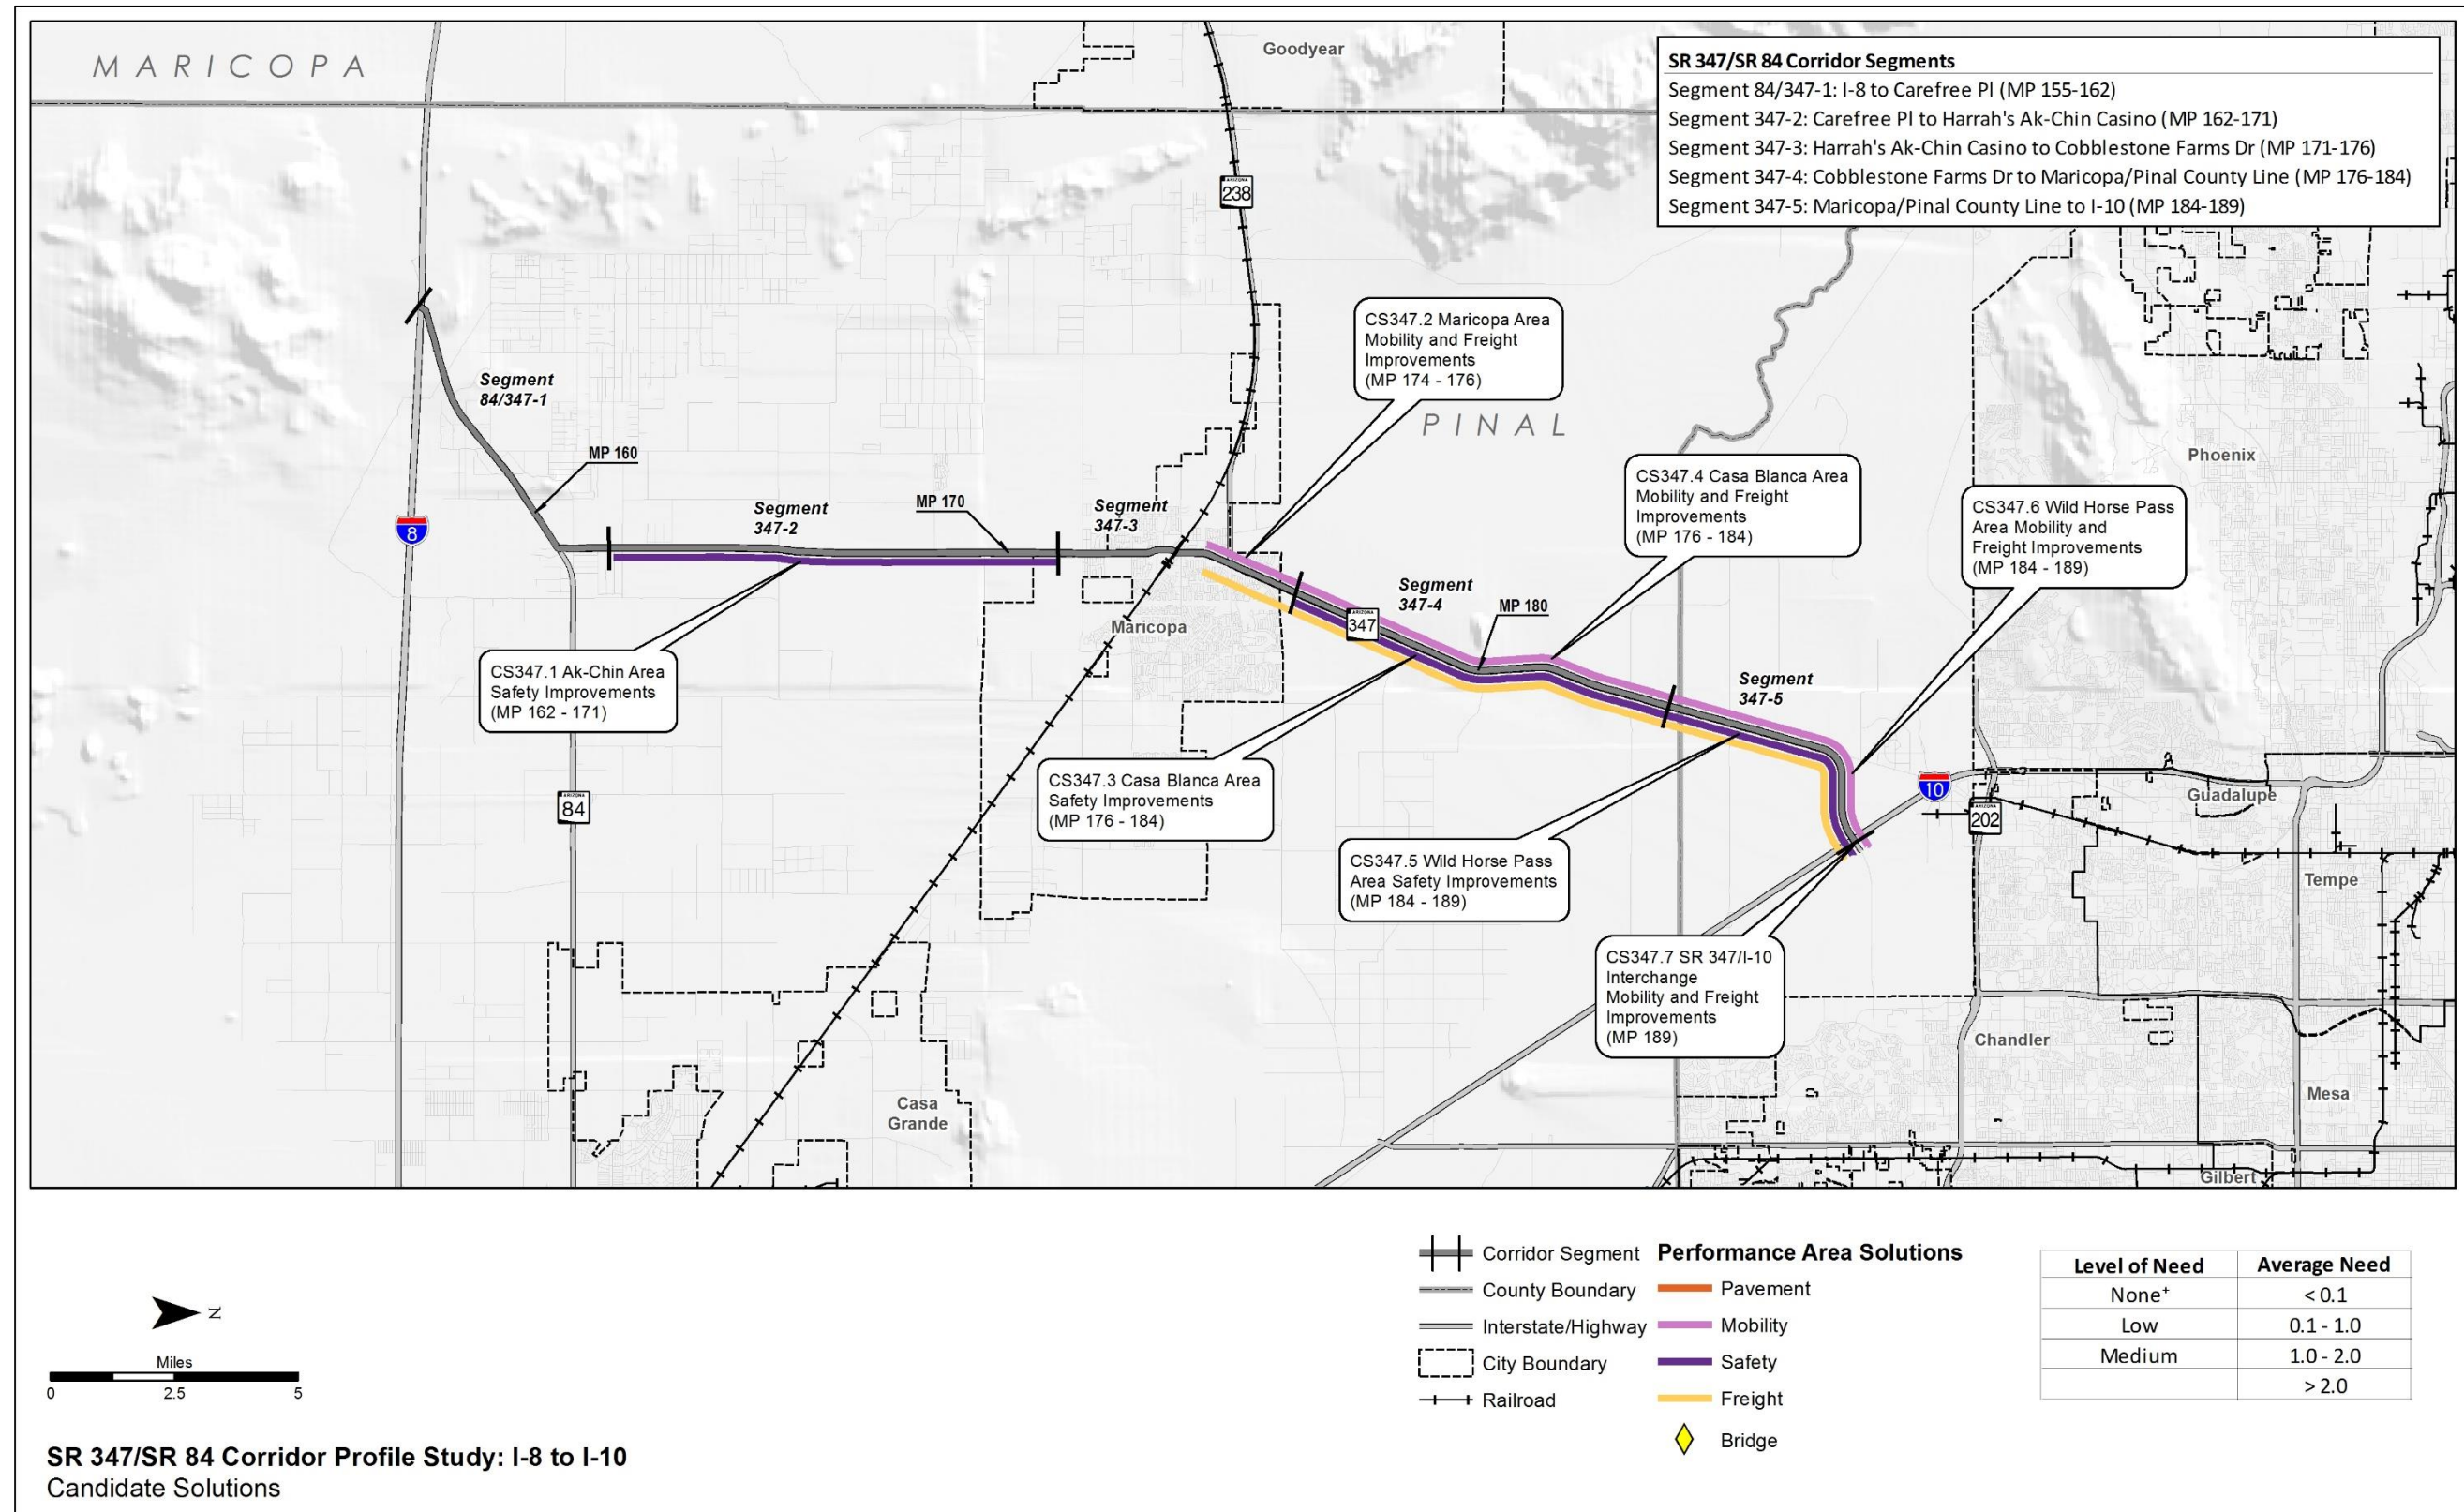 MARICOPA
Goodyear
SR 347/SR 84 Corridor Segments
Segment 84/347-1: I-8 to Carefree Pl (MP 155-162)
Segment 347-2: Carefree Pl to Harrah's Ak-Chin Casino (MP 162-171)
Segment 347-3: Harrah's Ak-Chin Casino to Cobblestone Farms Dr (MP 171-176)
Segment 347-4: Cobblestone Farms Dr to Maricopa/Pinal County Line (MP 176-184)
Segment 347-5: Maricopa/Pinal County Line to I-10 (MP 184-189)
ARIZONA
238
CS347.2 Maricopa Area
Mobility and Freight
Improvements
(MP 174 - 176)
Segment
84/347-1
PINAL
MP 160
Phoenix
CS347.4 Casa Blanca Area
Mobility and Freight
Improvements
(MP 176 - 184)
CS347.6 Wild Horse Pass
Area Mobility and
Freight Improvements
(MP 184 - 189)
8
Segment
347-2
MP 170
Segment
347-3
Segment
347-4
MP 180
ARIZONA
347
Maricopa
CS347.1 Ak-Chin Area
Safety Improvements
(MP 162 - 171)
Segment
347-5
CS347.3 Casa Blanca Area
Safety Improvements
(MP 176 - 184)
ARIZONA
84
10
ARIZONA
202
Guadalupe
CS347.5 Wild Horse Pass
Area Safety Improvements
(MP 184 - 189)
Tempe
CS347.7 SR 347/I-10
Interchange
Mobility and Freight
Improvements
(MP 189)
Chandler
Casa
Grande
Mesa
Gilbert
Corridor Segment
County Boundary
Interstate/Highway
City Boundary
Railroad
Performance Area Solutions
Pavement
Mobility
Safety
Freight
Bridge
Level of Need Average Need
None⁺ < 0.1
Low 0.1 - 1.0
Medium 1.0 - 2.0
> 2.0
N
Miles
0 2.5 5
SR 347/SR 84 Corridor Profile Study: I-8 to I-10
Candidate Solutions